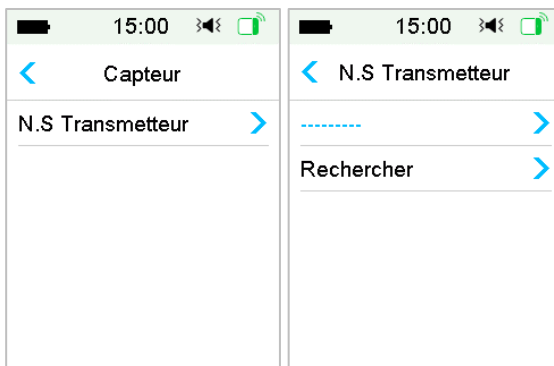 15:00
Capteur
N.S Transmetteur
15:00
N.S Transmetteur
---------
Rechercher